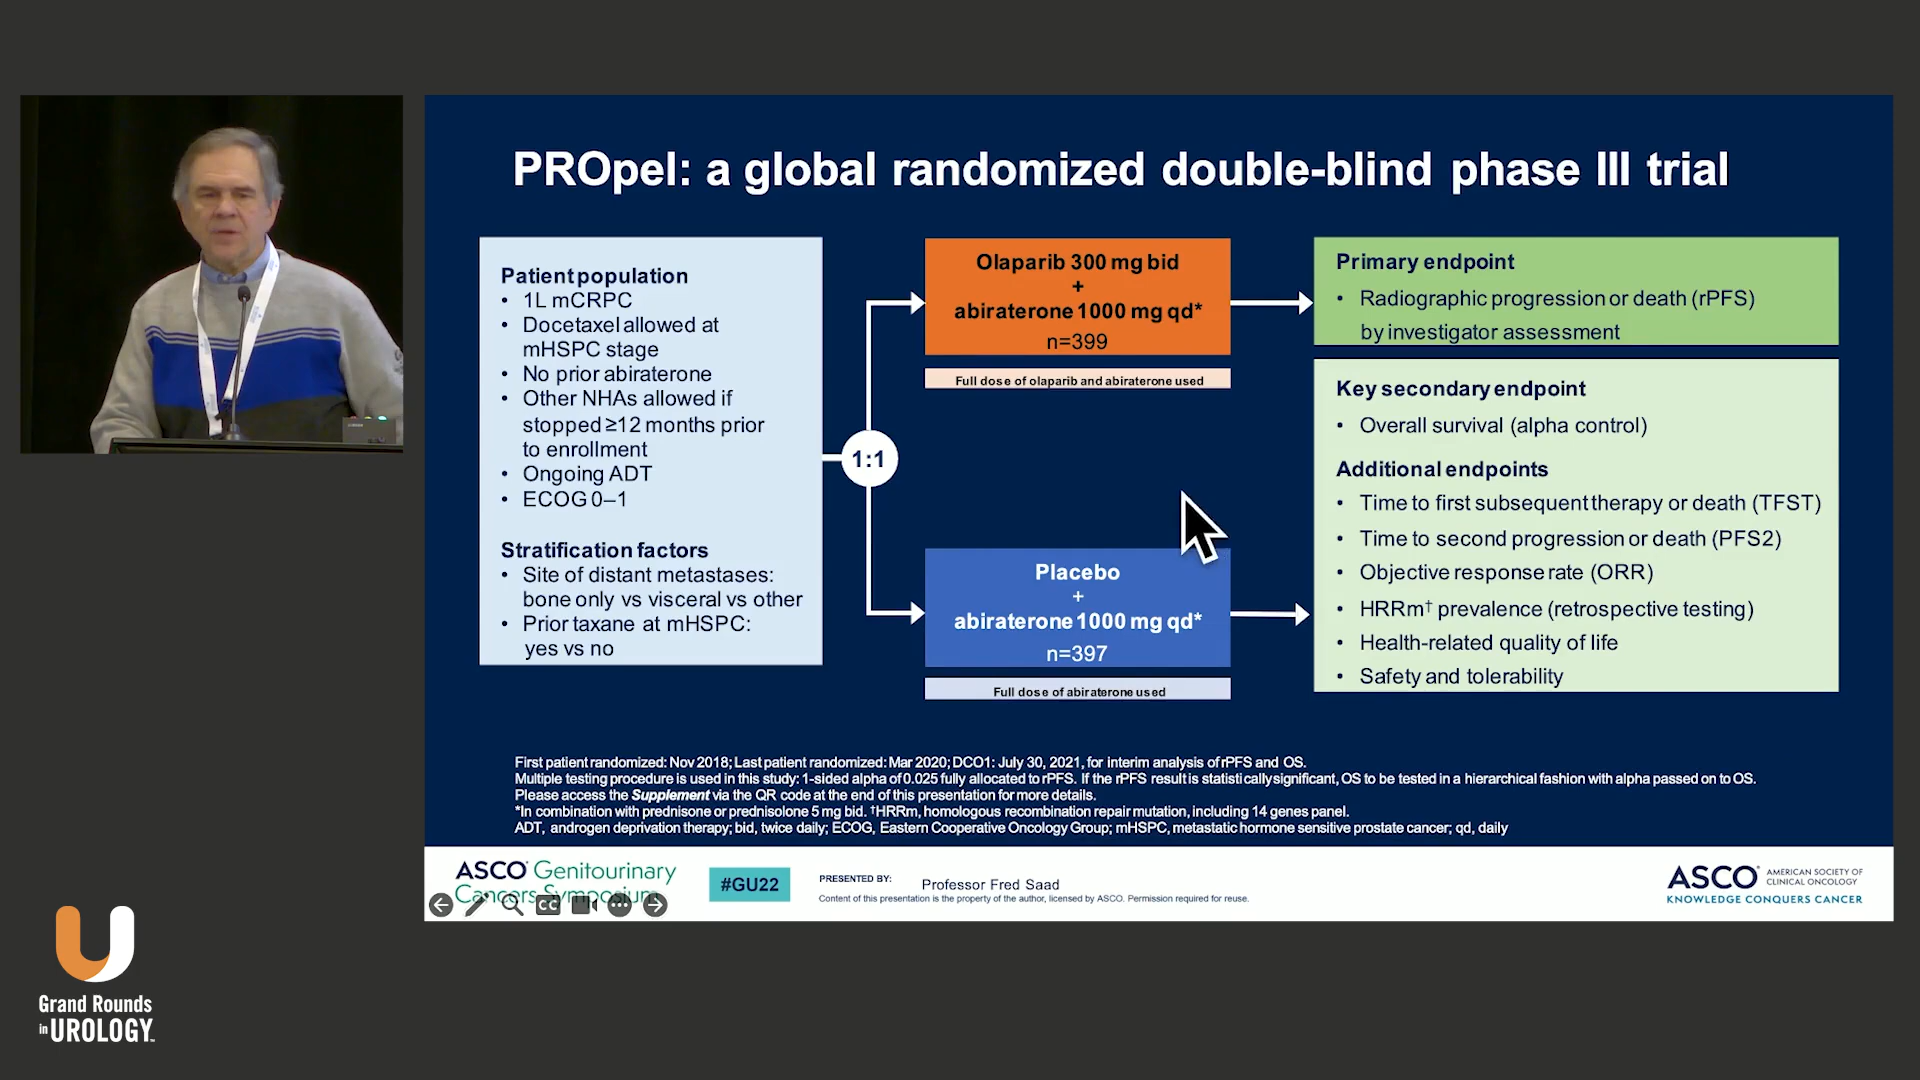 PROpel: a global randomized double-blind phase III trial
Patient population
• 1L mCRPC
• Docetaxel allowed at
mHSPC stage
• No prior abiraterone
• Other NHAs allowed if
stopped ≥12 months prior
to enrollment
• Ongoing ADT
• ECOG 0–1
Stratification factors
• Site of distant metastases:
bone only vs visceral vs other
• Prior taxane at mHSPC:
yes vs no
1:1
Olaparib 300 mg bid
+
abiraterone 1000 mg qd*
n=399
Full dose of olaparib and abiraterone used
Placebo
+
abiraterone 1000 mg qd*
n=397
Full dose of abiraterone used
Primary endpoint
• Radiographic progression or death (rPFS)
by investigator assessment
Key secondary endpoint
• Overall survival (alpha control)
Additional endpoints
• Time to first subsequent therapy or death (TFST)
• Time to second progression or death (PFS2)
• Objective response rate (ORR)
• HRRm† prevalence (retrospective testing)
• Health-related quality of life
• Safety and tolerability
First patient randomized: Nov 2018; Last patient randomized: Mar 2020; DCO1: July 30, 2021, for interim analysis of rPFS and OS.
Multiple testing procedure is used in this study: 1-sided alpha of 0.025 fully allocated to rPFS. If the rPFS result is statistically significant, OS to be tested in a hierarchical fashion with alpha passed on to OS.
Please access the Supplement via the QR code at the end of this presentation for more details.
*In combination with prednisone or prednisolone 5 mg bid. †HRRm, homologous recombination repair mutation, including 14 genes panel.
ADT, androgen deprivation therapy; bid, twice daily; ECOG, Eastern Cooperative Oncology Group; mHSPC, metastatic hormone sensitive prostate cancer; qd, daily
ASCO Genitourinary
Cancers Symposium
CC
#GU22
PRESENTED BY: Professor Fred Saad
Content of this presentation is the property of the author, licensed by ASCO. Permission required for reuse.
ASCO AMERICAN SOCIETY OF
CLINICAL ONCOLOGY
KNOWLEDGE CONQUERS CANCER
Grand Rounds
in UROLOGY™